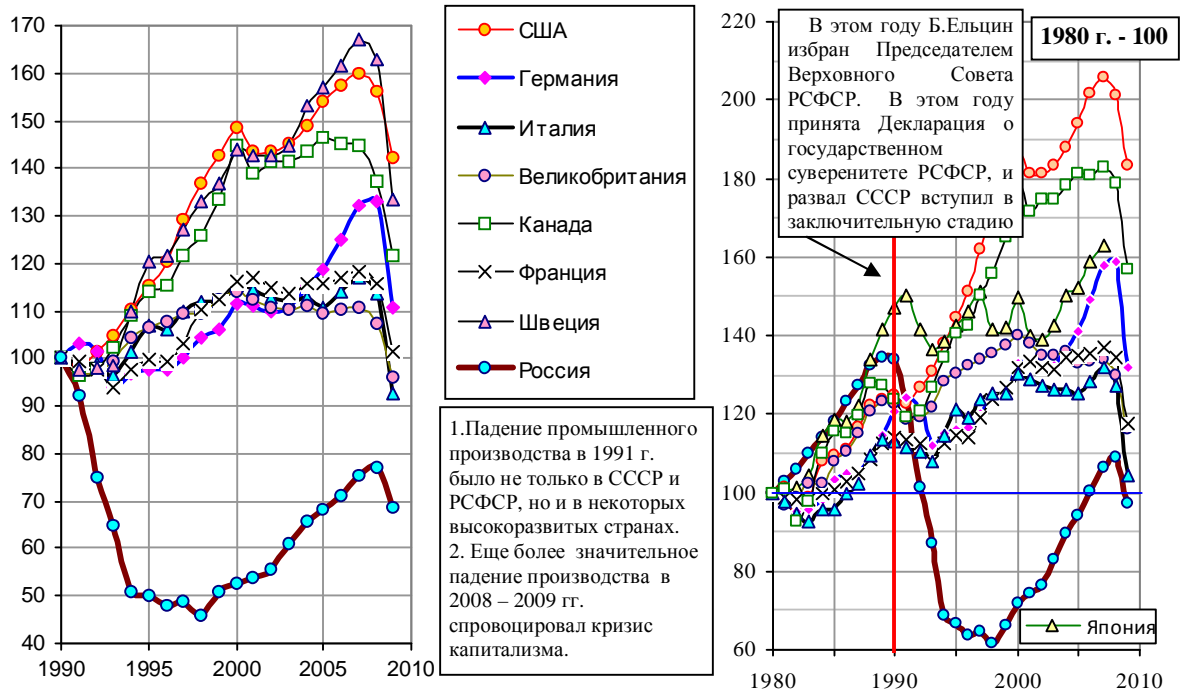 170
160
150
140
130
120
110
100
90
80
70
60
50
40
1990
1995
2000
2005
2010
США
Германия
Италия
Великобритания
Канада
Франция
Швеция
Россия
1.Падение промышленного
производства в 1991 г.
было не только в СССР и
РСФСР, но и в некоторых
высокоразвитых странах.
2. Еще более значительное
падение производства в
2008 – 2009 гг.
спровоцировал кризис
капитализма.
220
200
180
160
140
120
100
80
60
1980
1990
2000
2010
В этом году Б.Ельцин
избран Председателем
Верховного Совета
РСФСР. В этом году
принята Декларация о
государственном
суверенитете РСФСР, и
развал СССР вступил в
заключительную стадию
1980 г. - 100
Япония